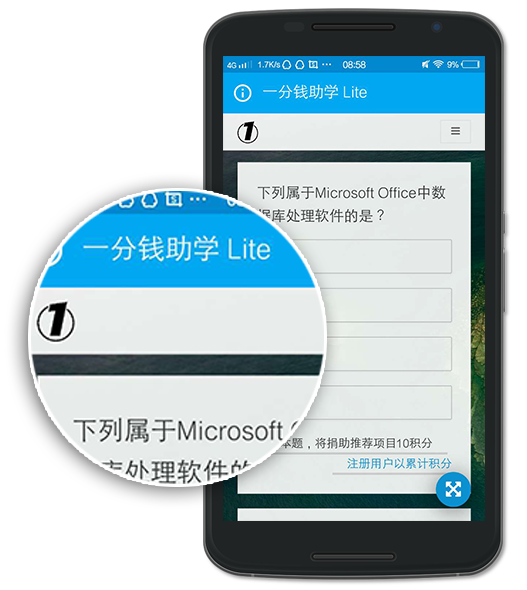 4G 1.7K/s ··· 08:58 9%
一分钱助学 Lite
1
下列属于Microsoft Office中数
据库处理软件的是？
本题，将捐助推荐项目10积分
注册用户以累计积分
一分钱助学 Lite
1
下列属于Microsoft
库处理软件的